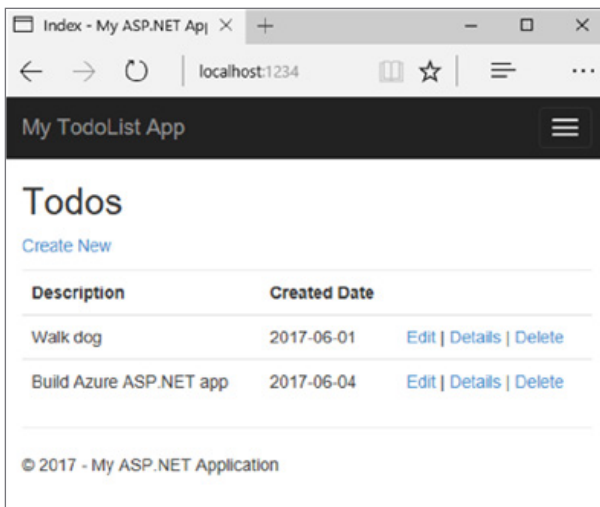 Index - My ASP.NET Ap
localhost:1234
My TodoList App
Todos
Create New
Description Created Date
Walk dog 2017-06-01 Edit | Details | Delete
Build Azure ASP.NET app 2017-06-04 Edit | Details | Delete
© 2017 - My ASP.NET Application